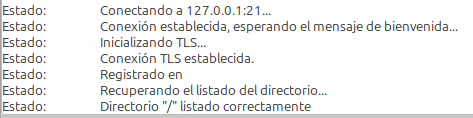 Estado: Conectando a 127.0.0.1:21...
Estado: Conexión establecida, esperando el mensaje de bienvenida...
Estado: Inicializando TLS...
Estado: Conexión TLS establecida.
Estado: Registrado en
Estado: Recuperando el listado del directorio...
Estado: Directorio "/" listado correctamente